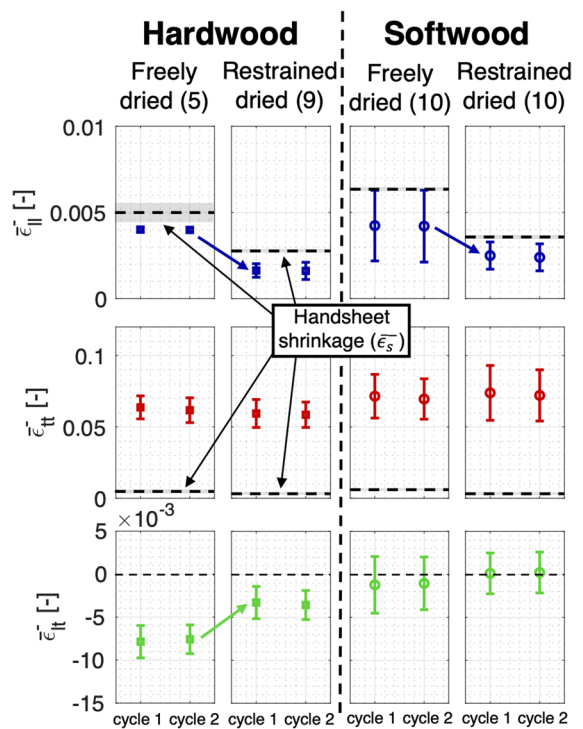 Hardwood Softwood
Freely Restrained Freely Restrained
dried (5) dried (9) dried (10) dried (10)
0.01
0.005
0
ε̄⁻ll [-]
Handsheet
shrinkage (ε̄s⁻)
0.1
0.05
0
ε̄⁻tt [-]
×10⁻³
5
0
-5
-10
-15
ε̄⁻lt [-]
cycle 1 cycle 2 cycle 1 cycle 2 cycle 1 cycle 2 cycle 1 cycle 2